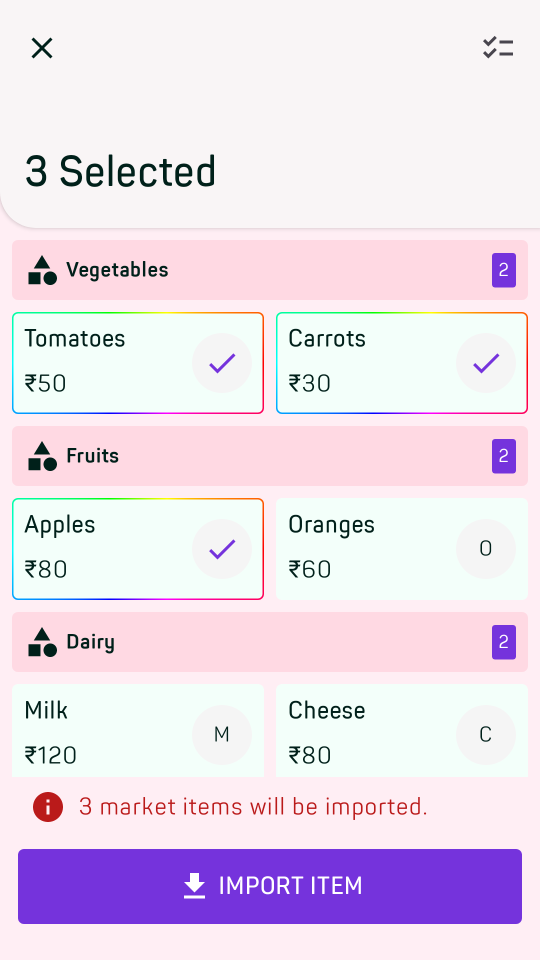 3 Selected
Vegetables 2
Tomatoes
₹50
Carrots
₹30
Fruits 2
Apples
₹80
Oranges
₹60
O
Dairy 2
Milk
₹120
M
Cheese
₹80
C
3 market items will be imported.
IMPORT ITEM